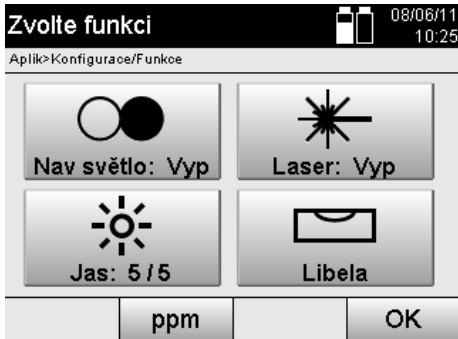 Zvolte funkci
08/06/11
10:25
Aplik>Konfigurace/Funkce
Nav světlo: Vyp
Laser: Vyp
Jas: 5/5
Libela
ppm
OK